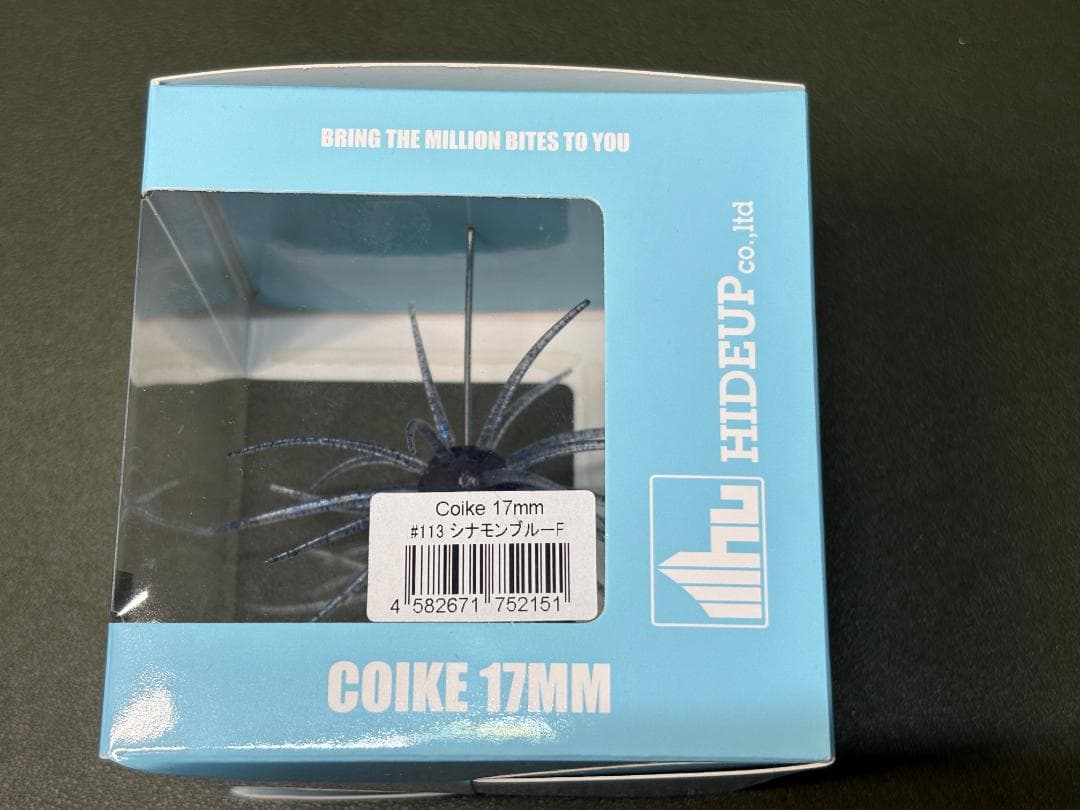 BRING THE MILLION BITES TO YOU
HIDEUP co.,ltd
hu
Coike 17mm
#113 シナモンブルーF
4 582671 752151
COIKE 17MM